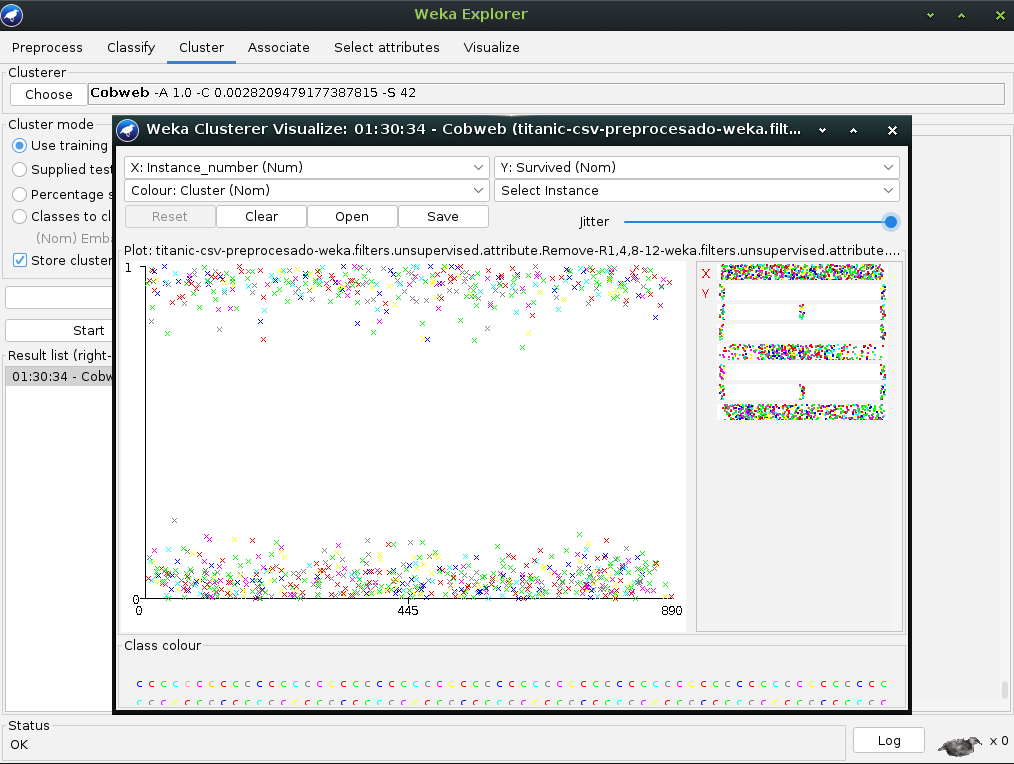 Weka Explorer
Preprocess Classify Cluster Associate Select attributes Visualize
Clusterer
Choose Cobweb -A 1.0 -C 0.0028209479177387815 -S 42
Cluster mode
Use training
Supplied test
Percentage s
Classes to cl
(Nom) Emba
Store cluster
Start
Result list (right-
01:30:34 - Cobw
Weka Clusterer Visualize: 01:30:34 - Cobweb (titanic-csv-preprocesado-weka.filt...
X: Instance_number (Num) Y: Survived (Nom)
Colour: Cluster (Nom) Select Instance
Reset Clear Open Save Jitter
Plot: titanic-csv-preprocesado-weka.filters.unsupervised.attribute.Remove-R1,4,8-12-weka.filters.unsupervised.attribute....
X
Y
1
0
0 445 890
Class colour
c c c c c c c c c c c c c c c c c c c c c c c c c c c c c c c c c c c c c c c c c c c c c c c c c c c c c c c c c c c c c c c
c c c c c c c c c c c c c c c c c c c c c c c c c c c c c c c c c c c c c c c c c c c c c c c c c c c c c c c c c c c c c c c
Status
OK
Log x 0